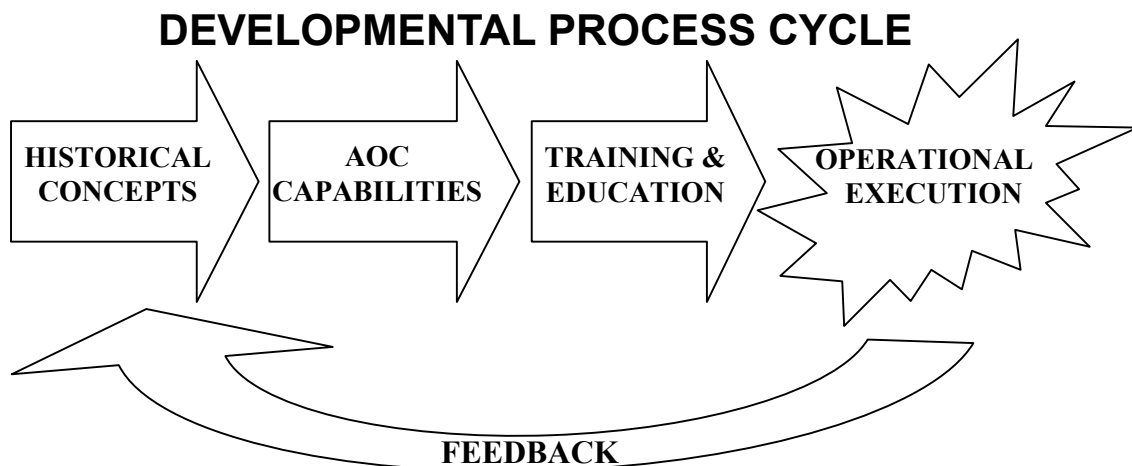 DEVELOPMENTAL PROCESS CYCLE
HISTORICAL
CONCEPTS
AOC
CAPABILITIES
TRAINING &
EDUCATION
OPERATIONAL
EXECUTION
FEEDBACK